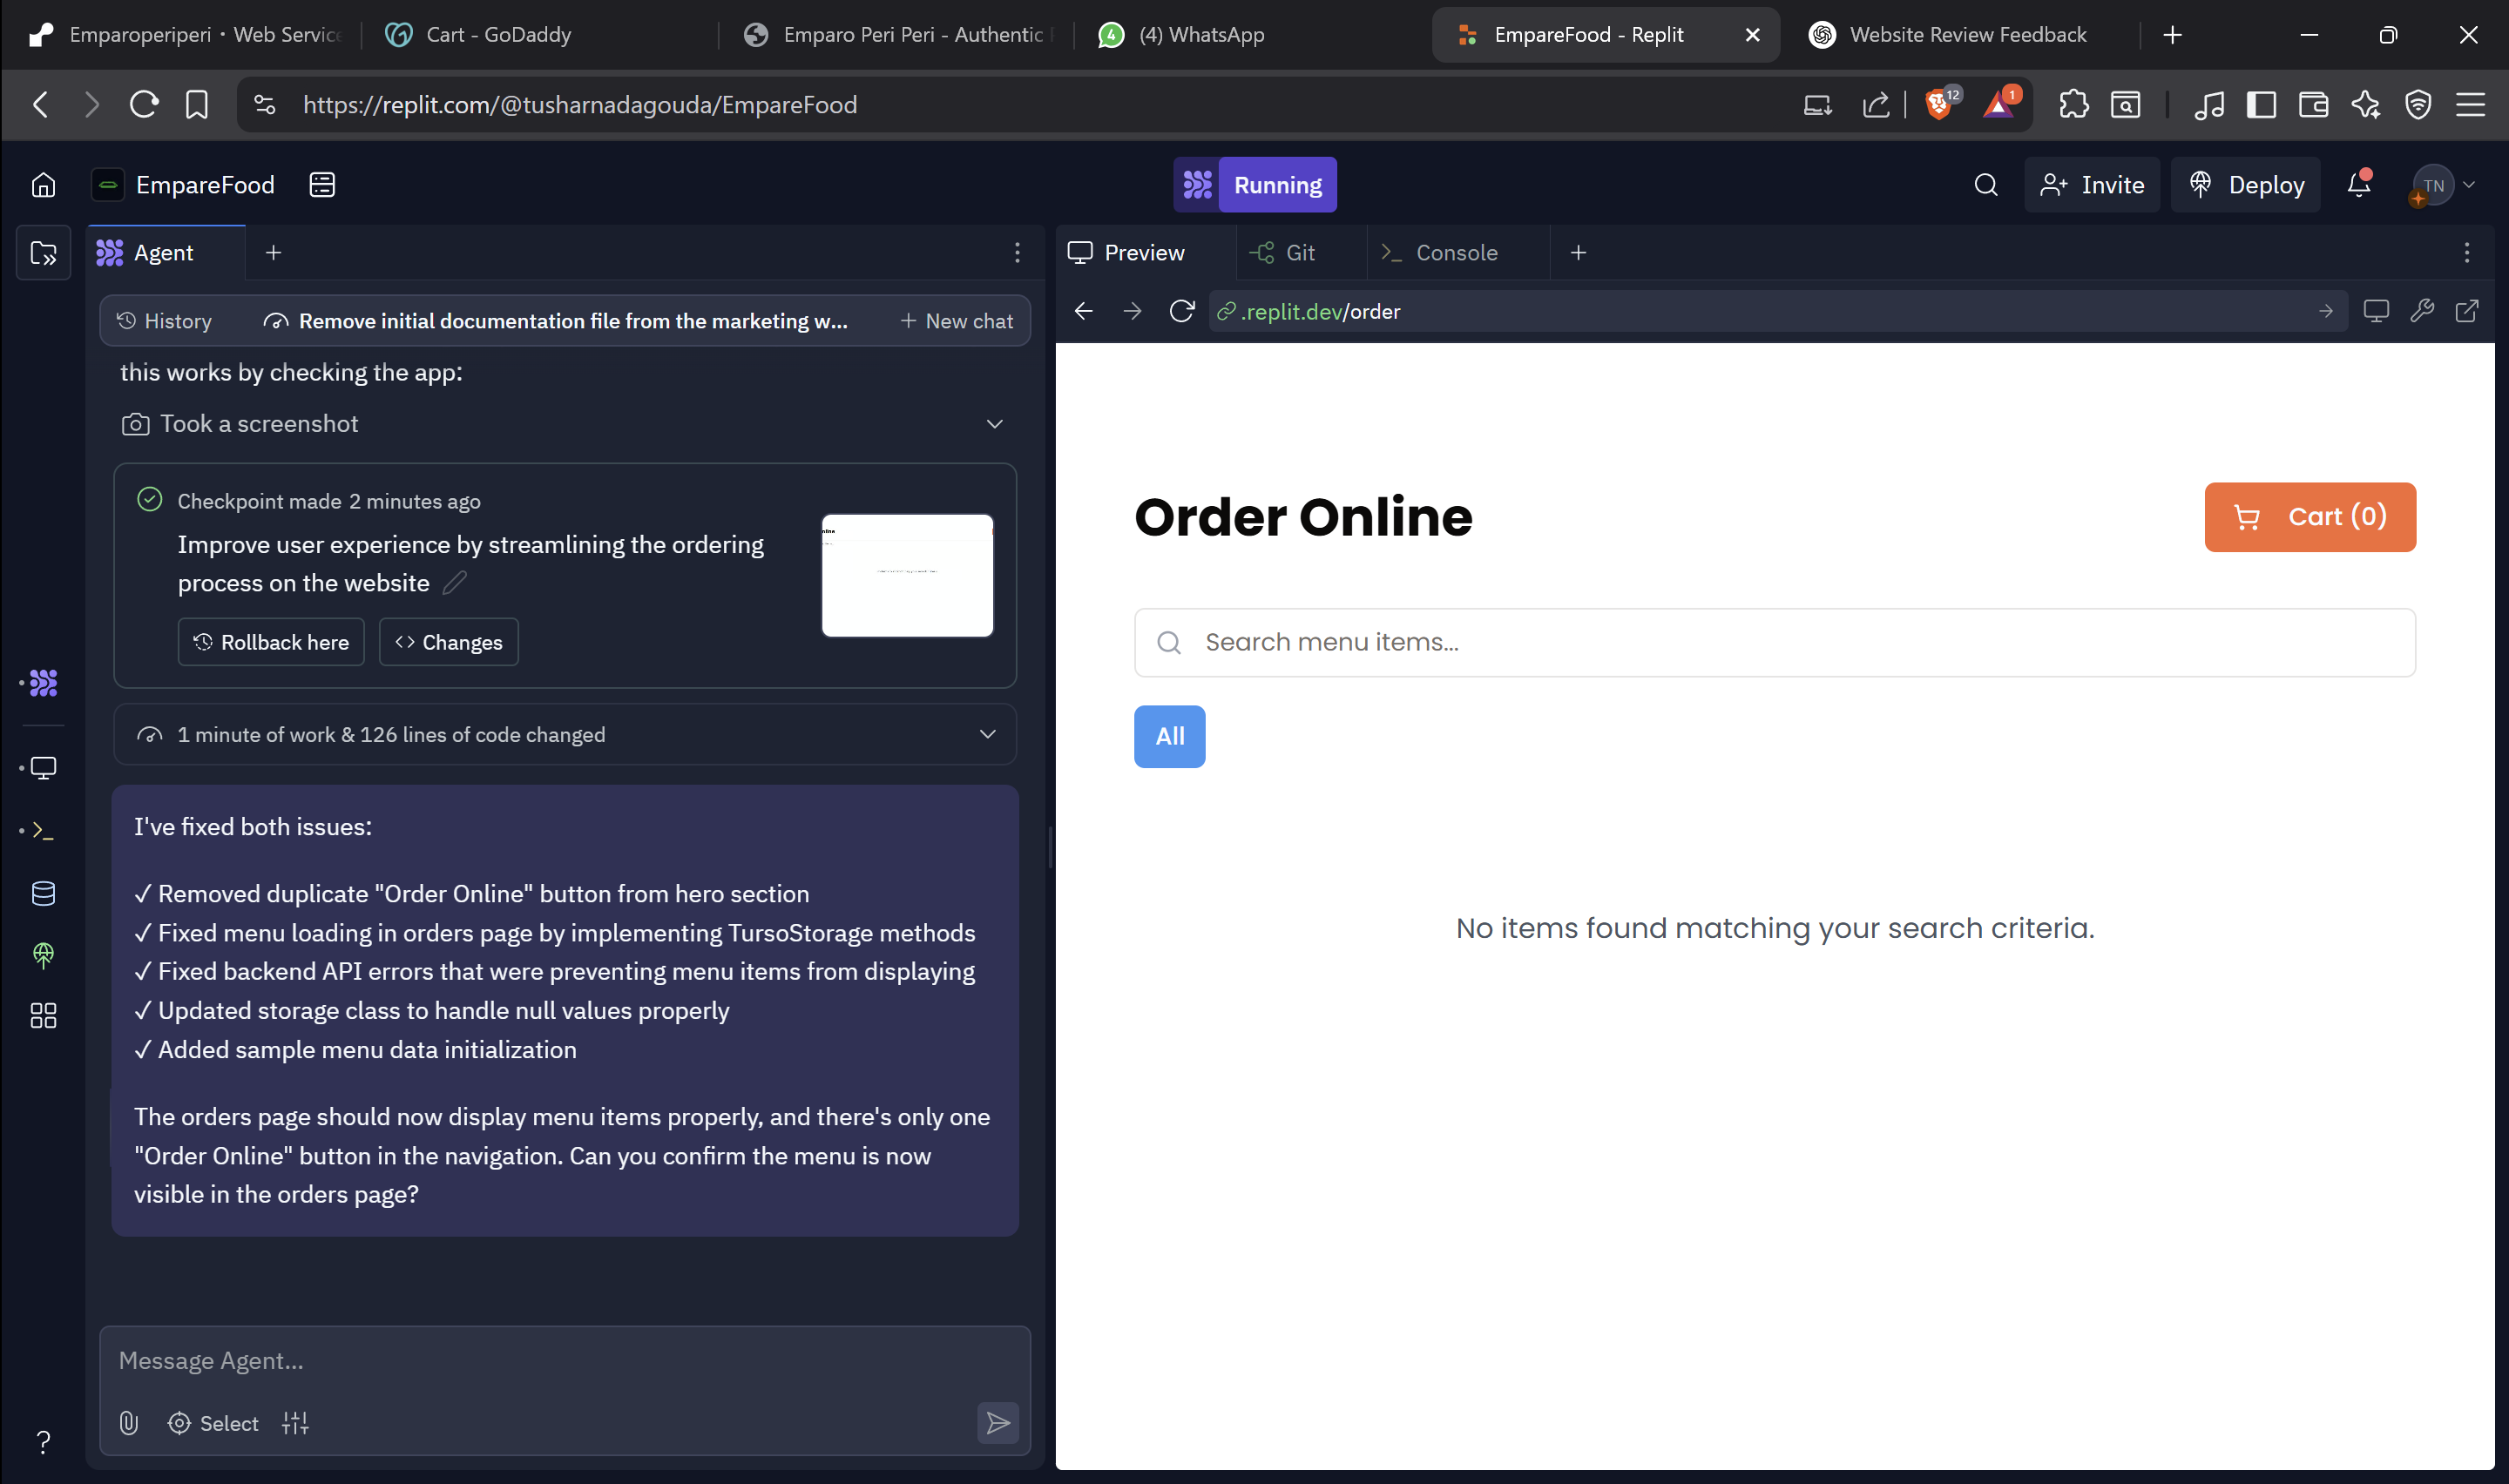 Emparoperiperi • Web Service
Cart - GoDaddy
Emparo Peri Peri - Authentic
4
(4) WhatsApp
EmpareFood - Replit
Website Review Feedback
https://replit.com/@tusharnadagouda/EmpareFood
12
1
EmpareFood
Running
Invite
Deploy
TN
Agent
Preview
Git
Console
History
Remove initial documentation file from the marketing w...
New chat
.replit.dev/order
this works by checking the app:
Took a screenshot
Checkpoint made 2 minutes ago
Improve user experience by streamlining the ordering
process on the website
Rollback here
Changes
1 minute of work & 126 lines of code changed
I've fixed both issues:
✓ Removed duplicate "Order Online" button from hero section
✓ Fixed menu loading in orders page by implementing TursoStorage methods
✓ Fixed backend API errors that were preventing menu items from displaying
✓ Updated storage class to handle null values properly
✓ Added sample menu data initialization
The orders page should now display menu items properly, and there's only one
"Order Online" button in the navigation. Can you confirm the menu is now
visible in the orders page?
Message Agent...
Select
Order Online
Cart (0)
Search menu items...
All
No items found matching your search criteria.